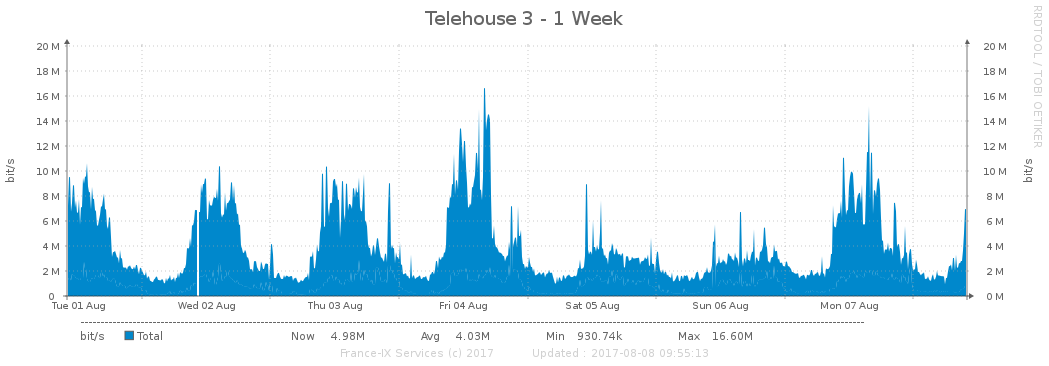 Telehouse 3 - 1 Week
RRDTOOL / TOBI OETIKER
20 M 20 M
18 M 18 M
16 M 16 M
14 M 14 M
12 M 12 M
10 M 10 M
8 M 8 M
6 M 6 M
4 M 4 M
2 M 2 M
0 0 M
bit/s
bit/s
Tue 01 Aug Wed 02 Aug Thu 03 Aug Fri 04 Aug Sat 05 Aug Sun 06 Aug Mon 07 Aug
bit/s Total Now 4.98M Avg 4.03M Min 930.74k Max 16.60M
France-IX Services (c) 2017 Updated : 2017-08-08 09:55:13